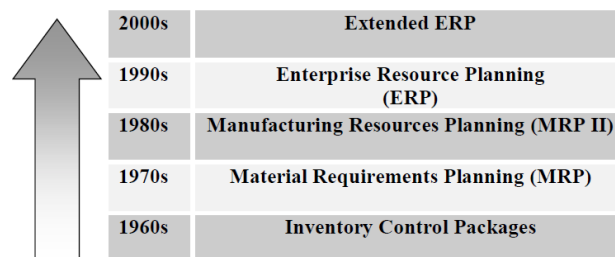 2000s Extended ERP
1990s Enterprise Resource Planning
(ERP)
1980s Manufacturing Resources Planning (MRP II)
1970s Material Requirements Planning (MRP)
1960s Inventory Control Packages